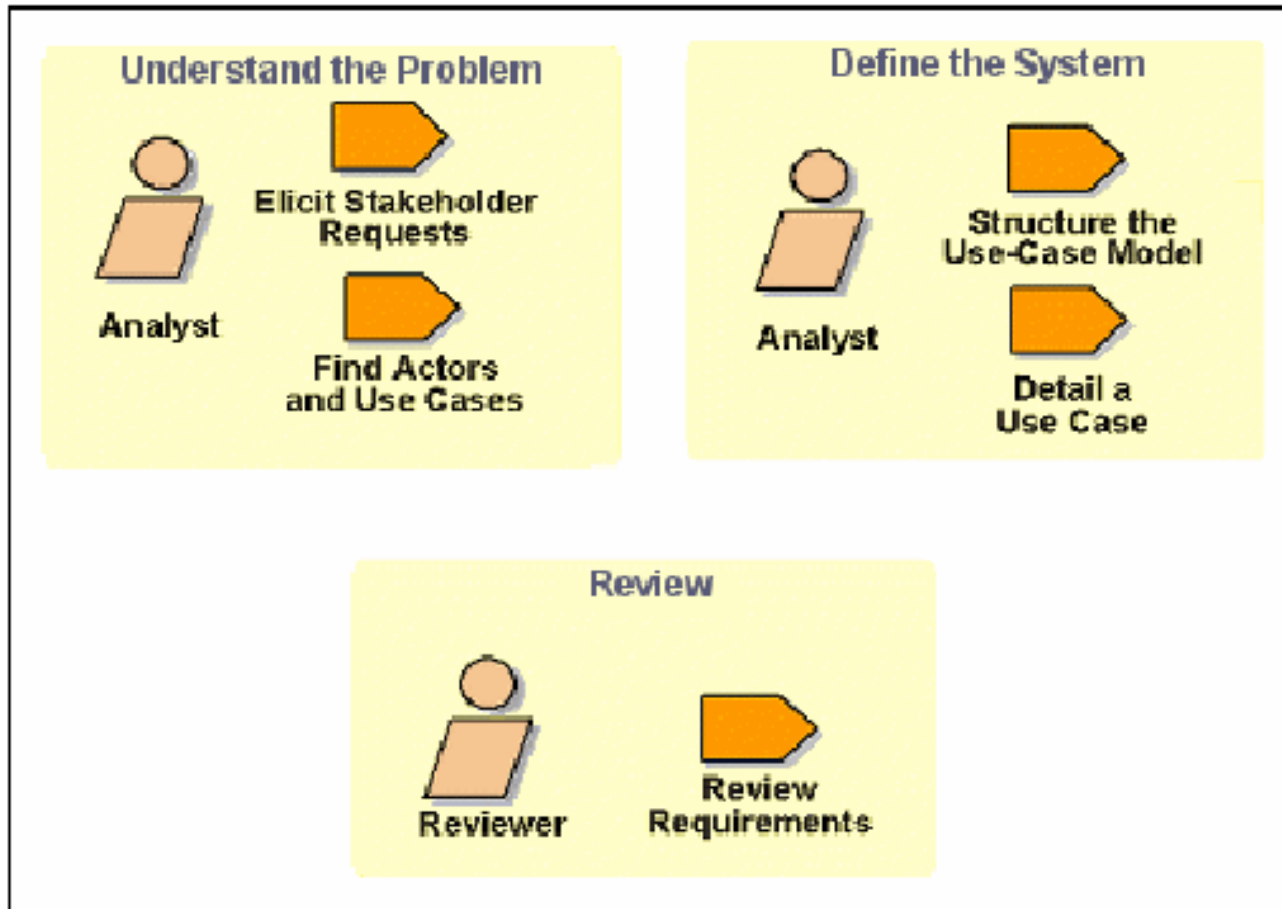 Understand the Problem
Elicit Stakeholder
Requests
Analyst
Find Actors
and Use Cases
Define the System
Structure the
Use-Case Model
Analyst
Detail a
Use Case
Review
Reviewer
Review
Requirements